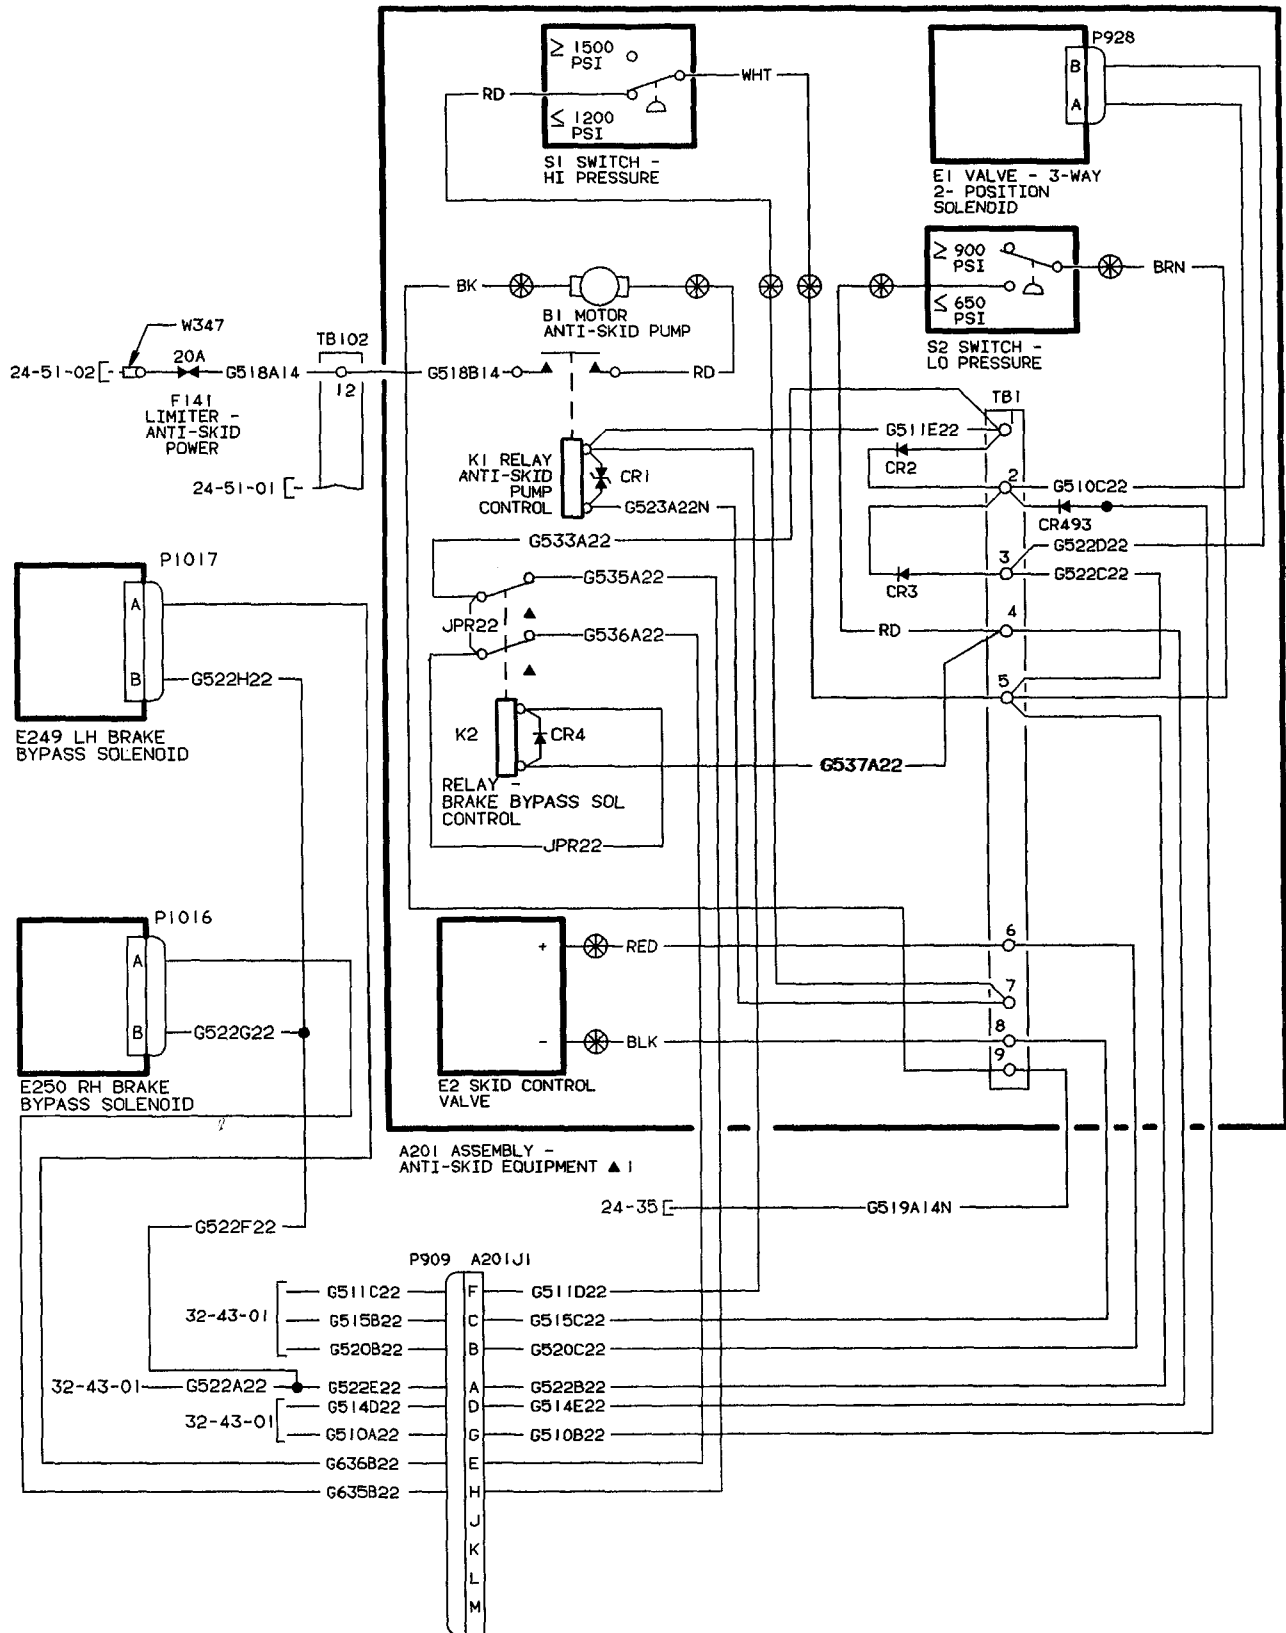 ≥ 1500
PSI
≤ 1200
PSI
RD
WHT
S1 SWITCH -
HI PRESSURE
P928
B
A
E1 VALVE - 3-WAY
2- POSITION
SOLENOID
≥ 900
PSI
≤ 650
PSI
BRN
S2 SWITCH -
LO PRESSURE
BK
B1 MOTOR
ANTI-SKID PUMP
W347
TB102
24-51-02
20A
G518A14
12
G518B14
RD
F141
LIMITER -
ANTI-SKID
POWER
24-51-01
TB1
G511E22
CR2
K1 RELAY
ANTI-SKID
PUMP
CONTROL
CR1
G523A22N
2
G510C22
CR493
G533A22
G522D22
3
G522C22
CR3
G535A22
JPR22
G536A22
4
RD
5
K2
CR4
G537A22
RELAY -
BRAKE BYPASS SOL
CONTROL
JPR22
P1017
A
B
G522H22
E249 LH BRAKE
BYPASS SOLENOID
P1016
A
B
G522G22
E250 RH BRAKE
BYPASS SOLENOID
+
RED
6
7
-
BLK
8
9
E2 SKID CONTROL
VALVE
A201 ASSEMBLY -
ANTI-SKID EQUIPMENT ▲ 1
24-35
G519A14N
G522F22
P909 A201J1
32-43-01
G511C22 F G511D22
G515B22 C G515C22
G520B22 B G520C22
32-43-01 G522A22 G522E22 A G522B22
32-43-01
G514D22 D G514E22
G510A22 G G510B22
G636B22 E
G635B22 H
J
K
L
M